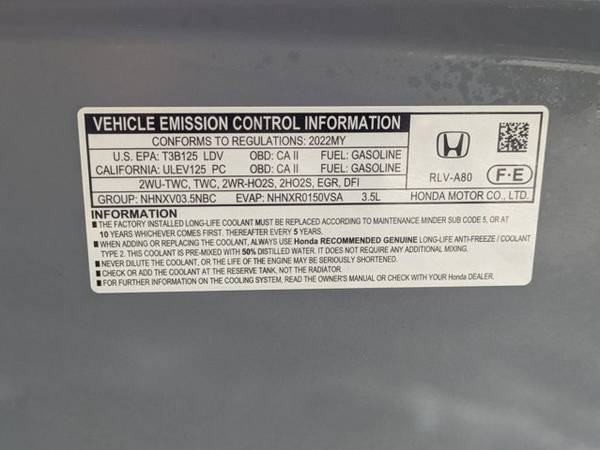 VEHICLE EMISSION CONTROL INFORMATION
CONFORMS TO REGULATIONS: 2022MY
U.S. EPA: T3B125 LDV OBD: CA II FUEL: GASOLINE
CALIFORNIA: ULEV125 PC OBD: CA II FUEL: GASOLINE
2WU-TWC, TWC, 2WR-HO2S, 2HO2S, EGR, DFI
GROUP: NHNXV03.5NBC EVAP: NHNXR0150VSA 3.5L
RLV-A80
F·E
HONDA MOTOR CO., LTD.
INFORMATION
■ THE FACTORY INSTALLED LONG-LIFE COOLANT MUST BE REPLACED ACCORDING TO MAINTENANCE MINDER SUB CODE 5, OR AT
10 YEARS WHICHEVER COMES FIRST. THEREAFTER EVERY 5 YEARS.
■ WHEN ADDING OR REPLACING THE COOLANT, ALWAYS USE Honda RECOMMENDED GENUINE LONG-LIFE ANTI-FREEZE / COOLANT
TYPE 2. THIS COOLANT IS PRE-MIXED WITH 50% DISTILLED WATER. IT DOES NOT REQUIRE ANY ADDITIONAL MIXING.
■ NEVER DILUTE THE COOLANT, OR THE LIFE OF THE ENGINE MAY BE SERIOUSLY SHORTENED.
■ CHECK OR ADD THE COOLANT AT THE RESERVE TANK, NOT THE RADIATOR.
■ FOR FURTHER INFORMATION ON THE COOLING SYSTEM, READ THE OWNER'S MANUAL OR CHECK WITH YOUR Honda DEALER.